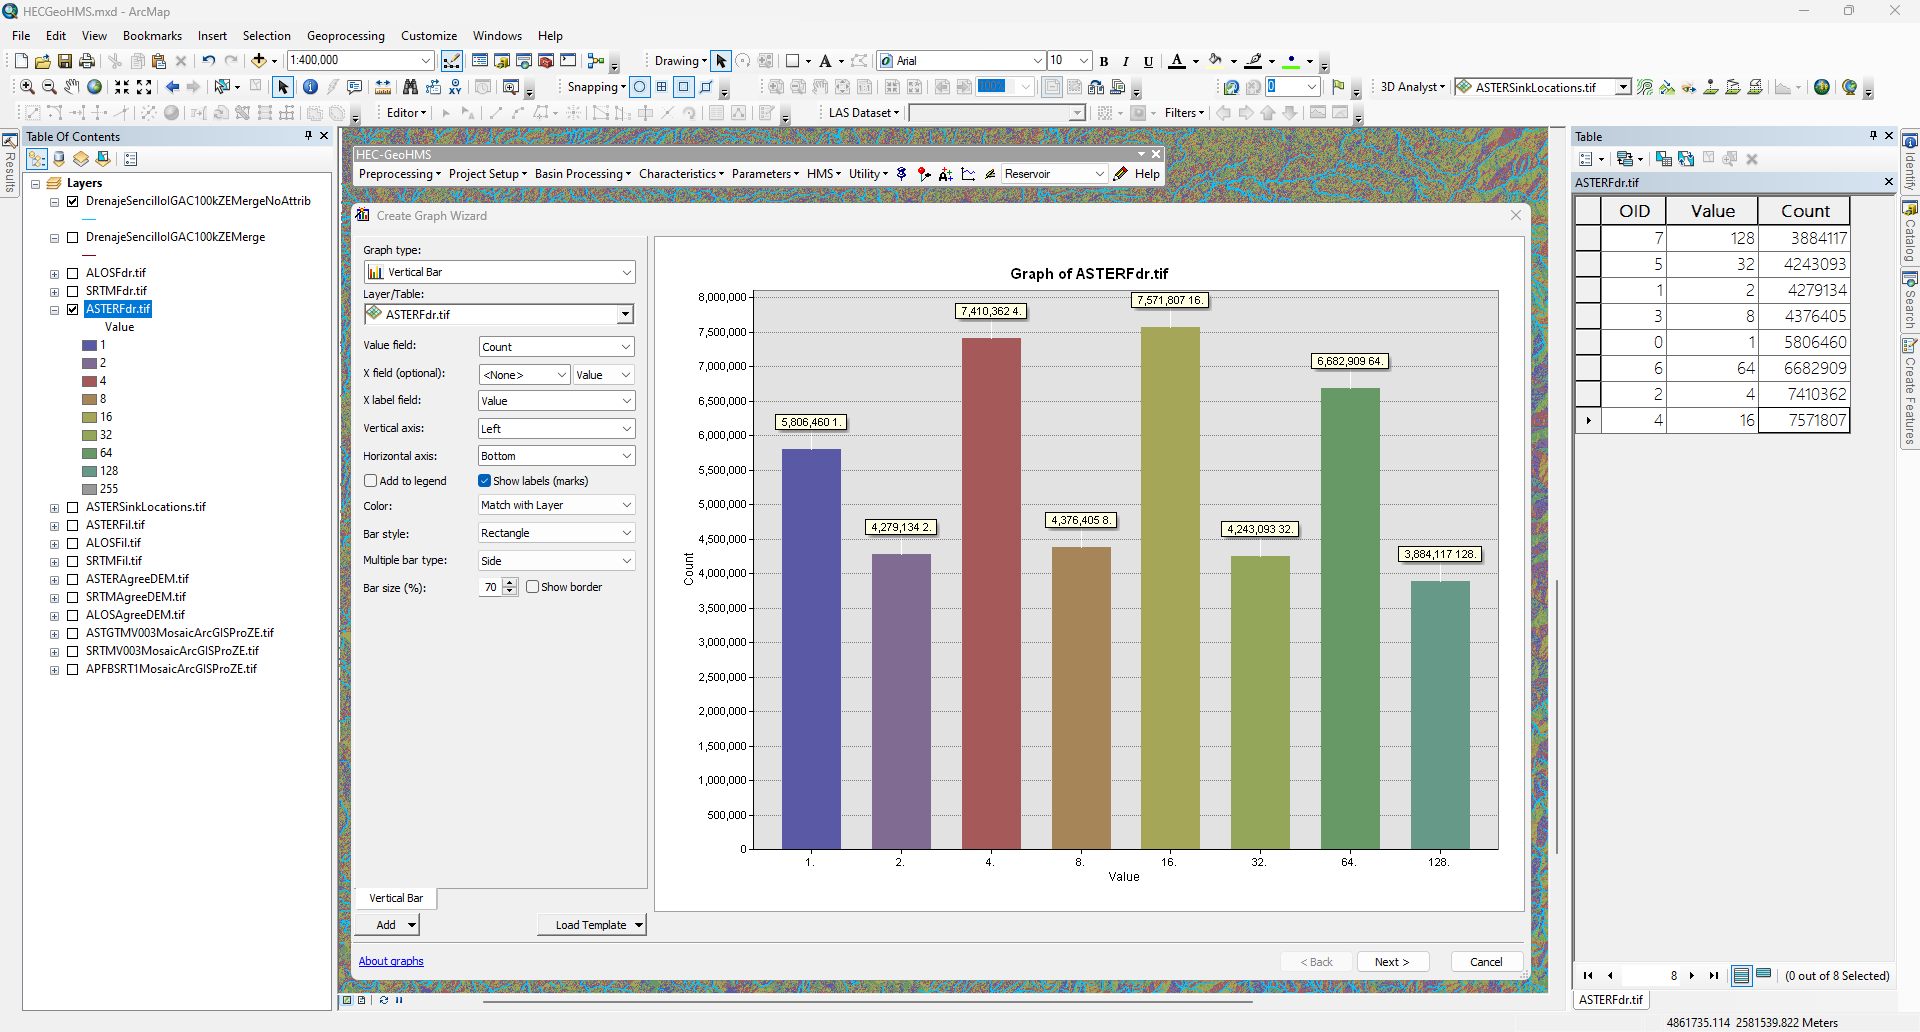 HECGeoHMS.mxd - ArcMap
File Edit View Bookmarks Insert Selection Geoprocessing Customize Windows Help
1:400,000
Drawing
A
Arial
10
B I U A
Snapping
100%
0
3D Analyst
ASTERSinkLocations.tif
Editor
LAS Dataset
Filters
Table Of Contents
Results
Layers
DrenajeSencilloIGAC100kZEMergeNoAttrib
DrenajeSencilloIGAC100kZEMerge
ALOSFdr.tif
SRTMFdr.tif
ASTERFdr.tif
Value
1
2
4
8
16
32
64
128
255
ASTERSinkLocations.tif
ASTERFil.tif
ALOSFil.tif
SRTMFil.tif
ASTERAgreeDEM.tif
SRTMAgreeDEM.tif
ALOSAgreeDEM.tif
ASTGTMV003MosaicArcGISProZE.tif
SRTMV003MosaicArcGISProZE.tif
APFBSRT1MosaicArcGISProZE.tif
HEC-GeoHMS
Preprocessing Project Setup Basin Processing Characteristics Parameters HMS Utility Reservoir Help
Create Graph Wizard
Graph type:
Vertical Bar
Layer/Table:
ASTERFdr.tif
Value field: Count
X field (optional): <None> Value
X label field: Value
Vertical axis: Left
Horizontal axis: Bottom
Add to legend Show labels (marks)
Color: Match with Layer
Bar style: Rectangle
Multiple bar type: Side
Bar size (%): 70 Show border
Vertical Bar
Add Load Template
About graphs
< Back Next > Cancel
Graph of ASTERFdr.tif
8,000,000
7,500,000
7,000,000
6,500,000
6,000,000
5,500,000
5,000,000
4,500,000
4,000,000
3,500,000
3,000,000
2,500,000
2,000,000
1,500,000
1,000,000
500,000
0
Count
5,806,460 1.
4,279,134 2.
7,410,362 4.
4,376,405 8.
7,571,807 16.
4,243,093 32.
6,682,909 64.
3,884,117 128.
1. 2. 4. 8. 16. 32. 64. 128.
Value
Table
ASTERFdr.tif
OID Value Count
7 128 3884117
5 32 4243093
1 2 4279134
3 8 4376405
0 1 5806460
6 64 6682909
2 4 7410362
4 16 7571807
8
(0 out of 8 Selected)
ASTERFdr.tif
Identify
Catalog
Search
Create Features
4861735.114 2581539.822 Meters